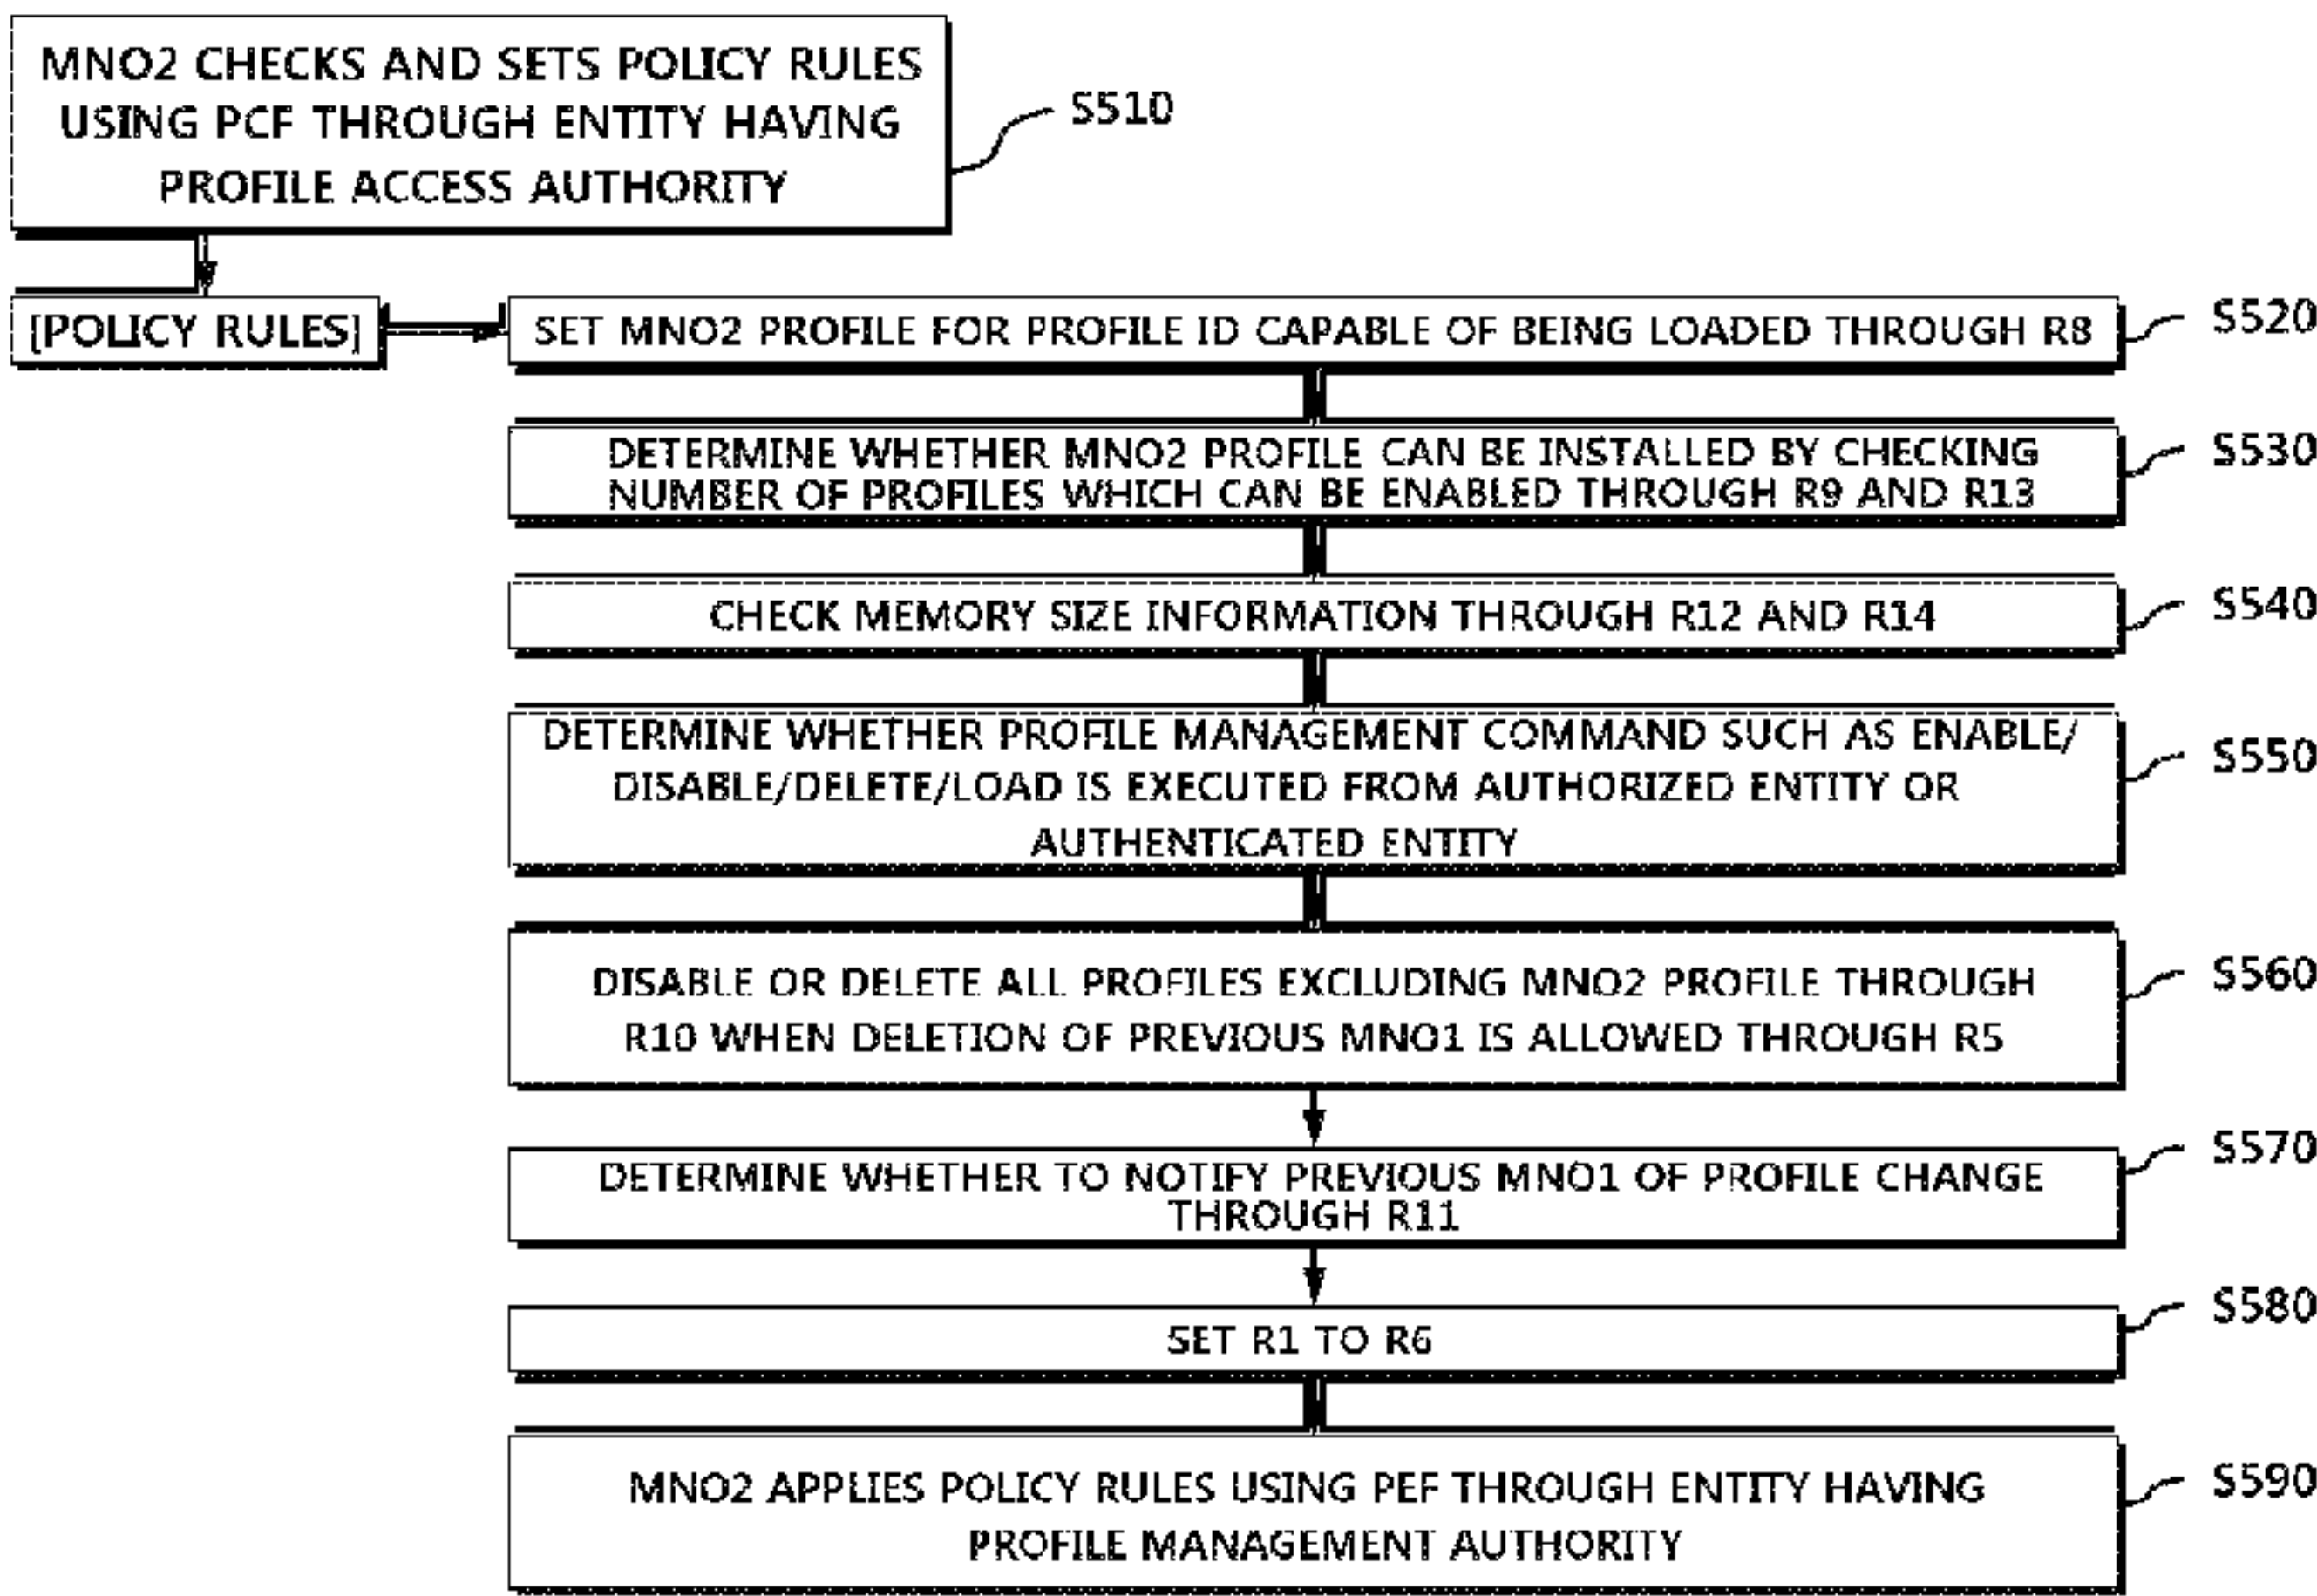 MNO2 CHECKS AND SETS POLICY RULES
USING PCF THROUGH ENTITY HAVING
PROFILE ACCESS AUTHORITY
S510
[POLICY RULES]
SET MNO2 PROFILE FOR PROFILE ID CAPABLE OF BEING LOADED THROUGH R8
S520
DETERMINE WHETHER MNO2 PROFILE CAN BE INSTALLED BY CHECKING
NUMBER OF PROFILES WHICH CAN BE ENABLED THROUGH R9 AND R13
S530
CHECK MEMORY SIZE INFORMATION THROUGH R12 AND R14
S540
DETERMINE WHETHER PROFILE MANAGEMENT COMMAND SUCH AS ENABLE/
DISABLE/DELETE/LOAD IS EXECUTED FROM AUTHORIZED ENTITY OR
AUTHENTICATED ENTITY
S550
DISABLE OR DELETE ALL PROFILES EXCLUDING MNO2 PROFILE THROUGH
R10 WHEN DELETION OF PREVIOUS MNO1 IS ALLOWED THROUGH R5
S560
DETERMINE WHETHER TO NOTIFY PREVIOUS MNO1 OF PROFILE CHANGE
THROUGH R11
S570
SET R1 TO R6
S580
MNO2 APPLIES POLICY RULES USING PEF THROUGH ENTITY HAVING
PROFILE MANAGEMENT AUTHORITY
S590